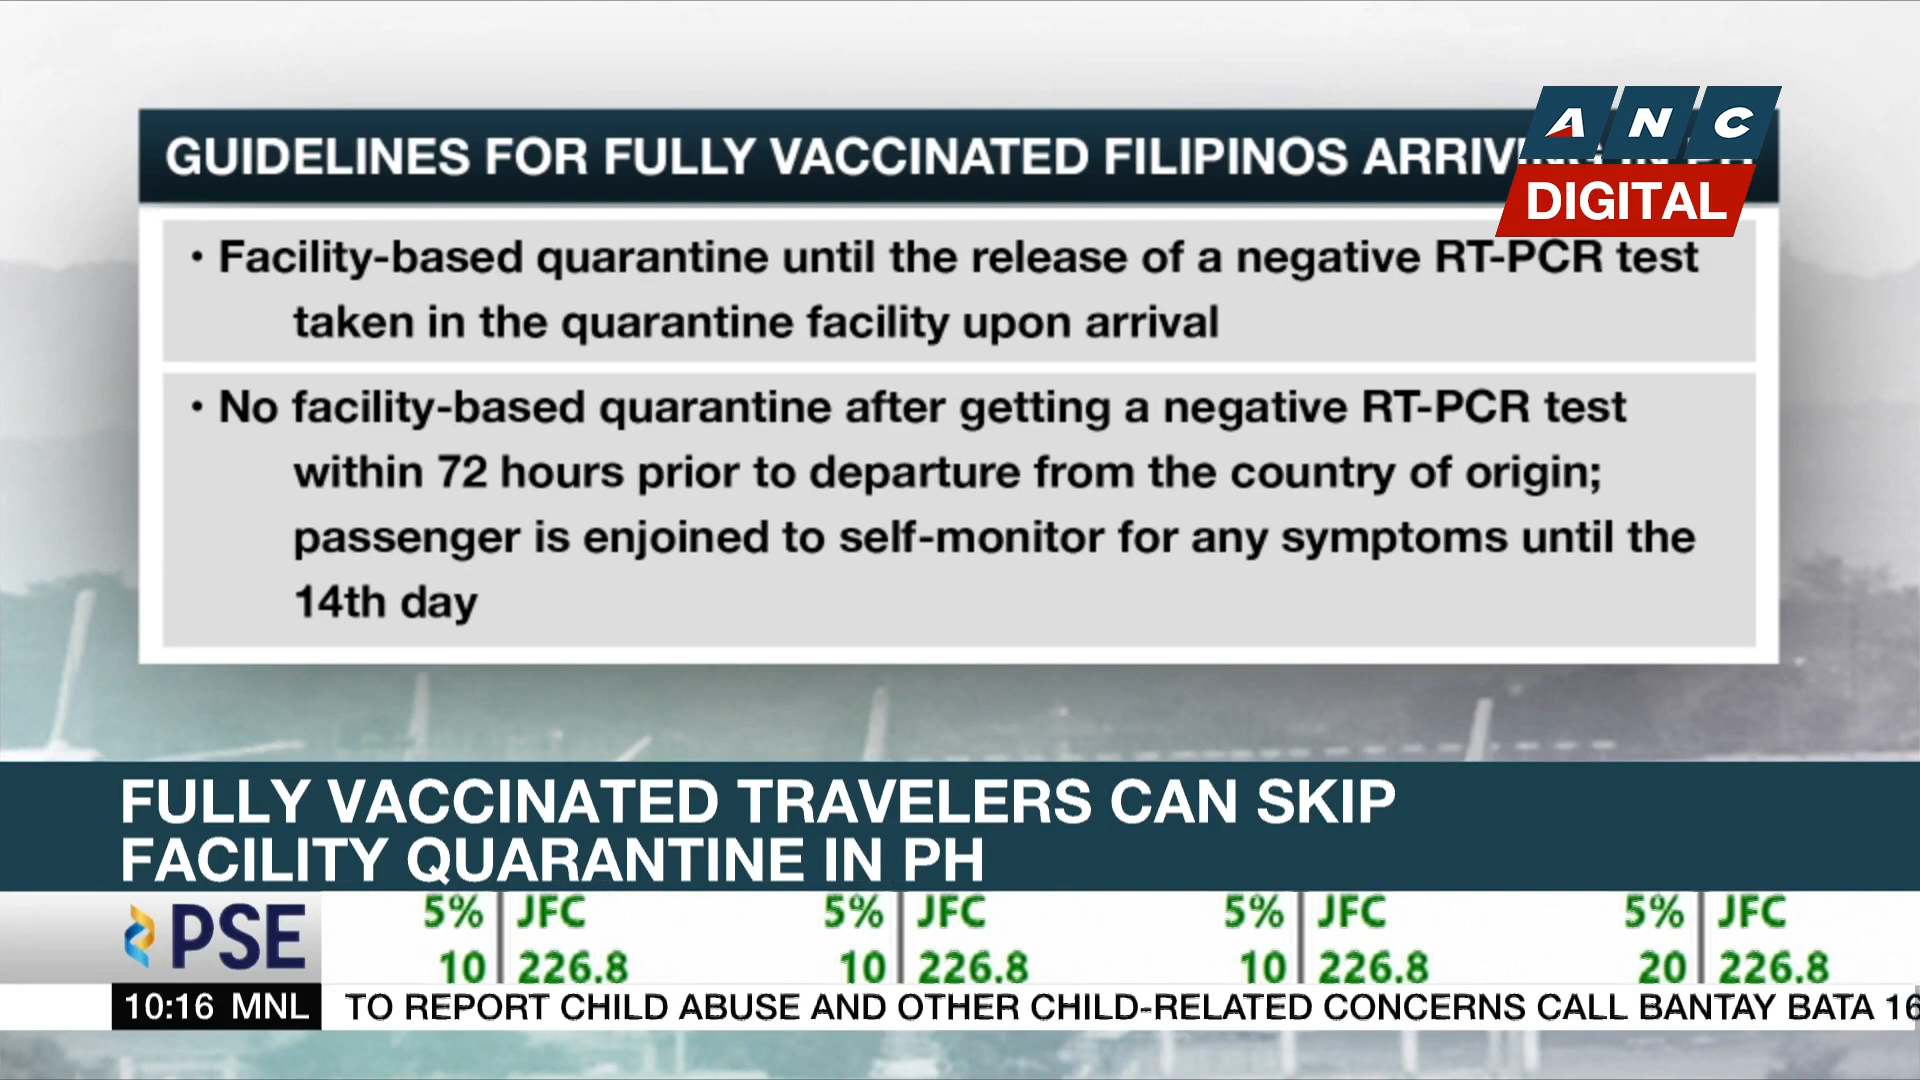 A N C
DIGITAL
GUIDELINES FOR FULLY VACCINATED FILIPINOS ARRIVING IN PH
• Facility-based quarantine until the release of a negative RT-PCR test
taken in the quarantine facility upon arrival
• No facility-based quarantine after getting a negative RT-PCR test
within 72 hours prior to departure from the country of origin;
passenger is enjoined to self-monitor for any symptoms until the
14th day
FULLY VACCINATED TRAVELERS CAN SKIP
FACILITY QUARANTINE IN PH
PSE
5% JFC 5% JFC 5% JFC 5% JFC
10 226.8 10 226.8 10 226.8 20 226.8
10:16 MNL TO REPORT CHILD ABUSE AND OTHER CHILD-RELATED CONCERNS CALL BANTAY BATA